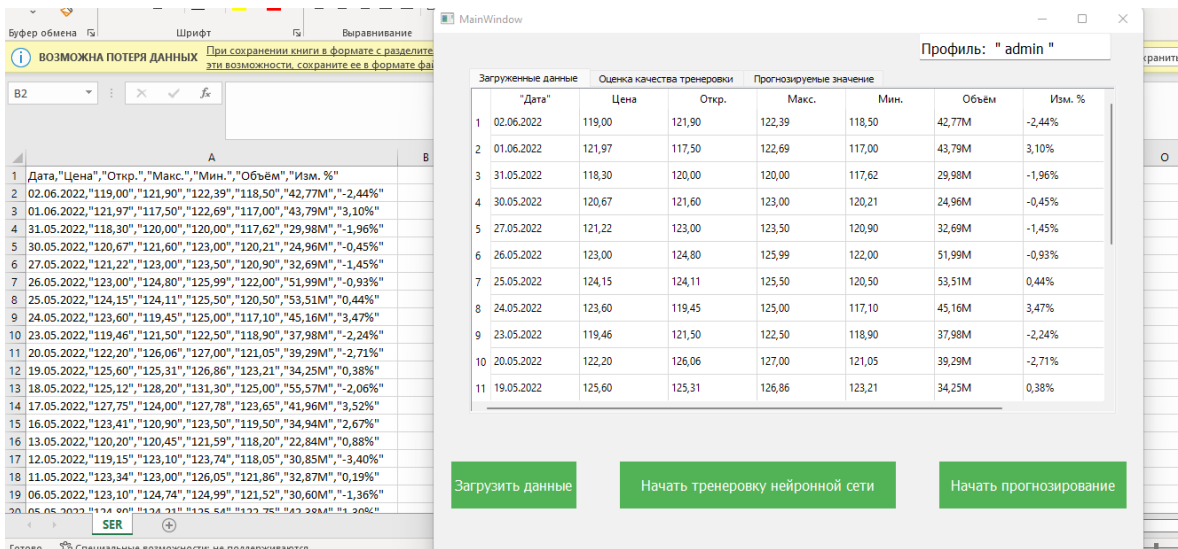 Буфер обмена
Шрифт
Выравнивание
ВОЗМОЖНА ПОТЕРЯ ДАННЫХ
При сохранении книги в формате с разделите
эти возможности, сохраните ее в формате фай
хранить
B2
fx
A
B
O
1 Дата,"Цена","Откр.","Макс.","Мин.","Объём","Изм. %"
2 02.06.2022,"119,00","121,90","122,39","118,50","42,77M","-2,44%"
3 01.06.2022,"121,97","117,50","122,69","117,00","43,79M","3,10%"
4 31.05.2022,"118,30","120,00","120,00","117,62","29,98M","-1,96%"
5 30.05.2022,"120,67","121,60","123,00","120,21","24,96M","-0,45%"
6 27.05.2022,"121,22","123,00","123,50","120,90","32,69M","-1,45%"
7 26.05.2022,"123,00","124,80","125,99","122,00","51,99M","-0,93%"
8 25.05.2022,"124,15","124,11","125,50","120,50","53,51M","0,44%"
9 24.05.2022,"123,60","119,45","125,00","117,10","45,16M","3,47%"
10 23.05.2022,"119,46","121,50","122,50","118,90","37,98M","-2,24%"
11 20.05.2022,"122,20","126,06","127,00","121,05","39,29M","-2,71%"
12 19.05.2022,"125,60","125,31","126,86","123,21","34,25M","0,38%"
13 18.05.2022,"125,12","128,20","131,30","125,00","55,57M","-2,06%"
14 17.05.2022,"127,75","124,00","127,78","123,65","41,96M","3,52%"
15 16.05.2022,"123,41","120,90","123,50","119,50","34,94M","2,67%"
16 13.05.2022,"120,20","120,45","121,59","118,20","22,84M","0,88%"
17 12.05.2022,"119,15","123,10","123,74","118,05","30,85M","-3,40%"
18 11.05.2022,"123,34","123,00","126,05","121,86","32,87M","0,19%"
19 06.05.2022,"123,10","124,74","124,99","121,52","30,60M","-1,36%"
20 05.05.2022,"124,80","124,21","125,54","122,75","42,38M","1,30%"
SER
Готово
Специальные возможности: не поддерживаются
MainWindow
Профиль: " admin "
Загруженные данные
Оценка качества тренировки
Прогнозируемые значение
"Дата" Цена Откр. Макс. Мин. Объём Изм. %
1 02.06.2022 119,00 121,90 122,39 118,50 42,77M -2,44%
2 01.06.2022 121,97 117,50 122,69 117,00 43,79M 3,10%
3 31.05.2022 118,30 120,00 120,00 117,62 29,98M -1,96%
4 30.05.2022 120,67 121,60 123,00 120,21 24,96M -0,45%
5 27.05.2022 121,22 123,00 123,50 120,90 32,69M -1,45%
6 26.05.2022 123,00 124,80 125,99 122,00 51,99M -0,93%
7 25.05.2022 124,15 124,11 125,50 120,50 53,51M 0,44%
8 24.05.2022 123,60 119,45 125,00 117,10 45,16M 3,47%
9 23.05.2022 119,46 121,50 122,50 118,90 37,98M -2,24%
10 20.05.2022 122,20 126,06 127,00 121,05 39,29M -2,71%
11 19.05.2022 125,60 125,31 126,86 123,21 34,25M 0,38%
Загрузить данные
Начать тренировку нейронной сети
Начать прогнозирование